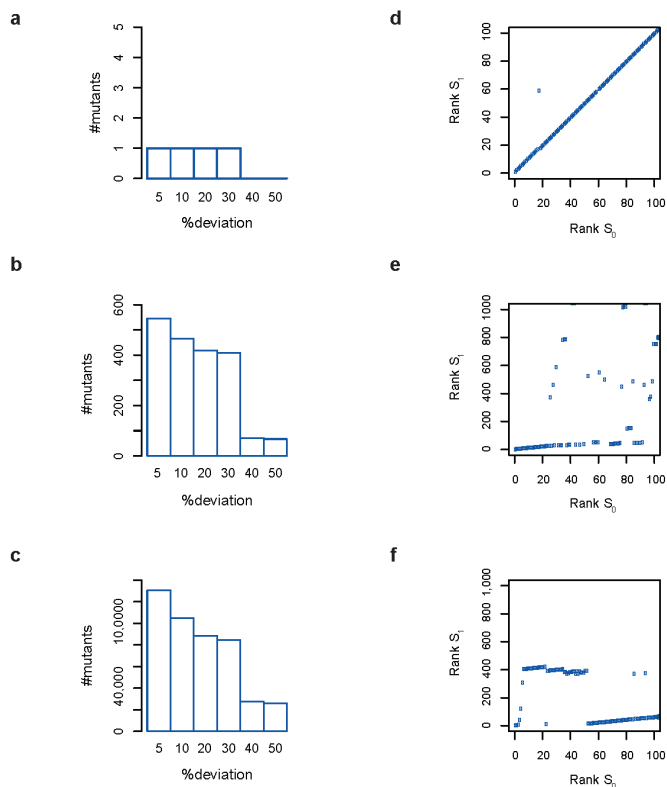 a
5
4
3
2
1
0
#mutants
5 10 20 30 40 50
%deviation
d
100
80
60
40
20
0
Rank S1
0 20 40 60 80 100
Rank S0
b
600
400
200
0
#mutants
5 10 20 30 40 50
%deviation
e
1000
800
600
400
200
0
Rank S1
0 20 40 60 80 100
Rank S0
c
10,0000
40,000
0
#mutants
5 10 20 30 40 50
%deviation
f
1,000
800
600
400
200
0
Rank S1
0 20 40 60 80 100
Rank S0